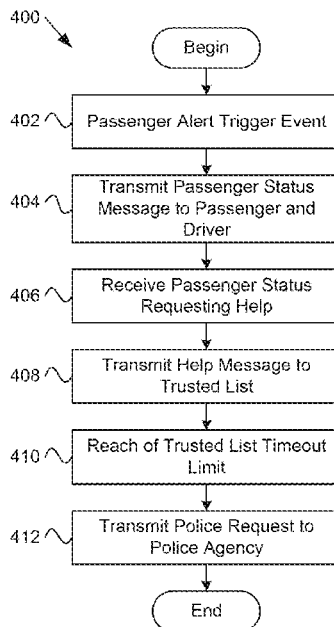 400
Begin
402
Passenger Alert Trigger Event
404
Transmit Passenger Status
Message to Passenger and
Driver
406
Receive Passenger Status
Requesting Help
408
Transmit Help Message to
Trusted List
410
Reach of Trusted List Timeout
Limit
412
Transmit Police Request to
Police Agency
End